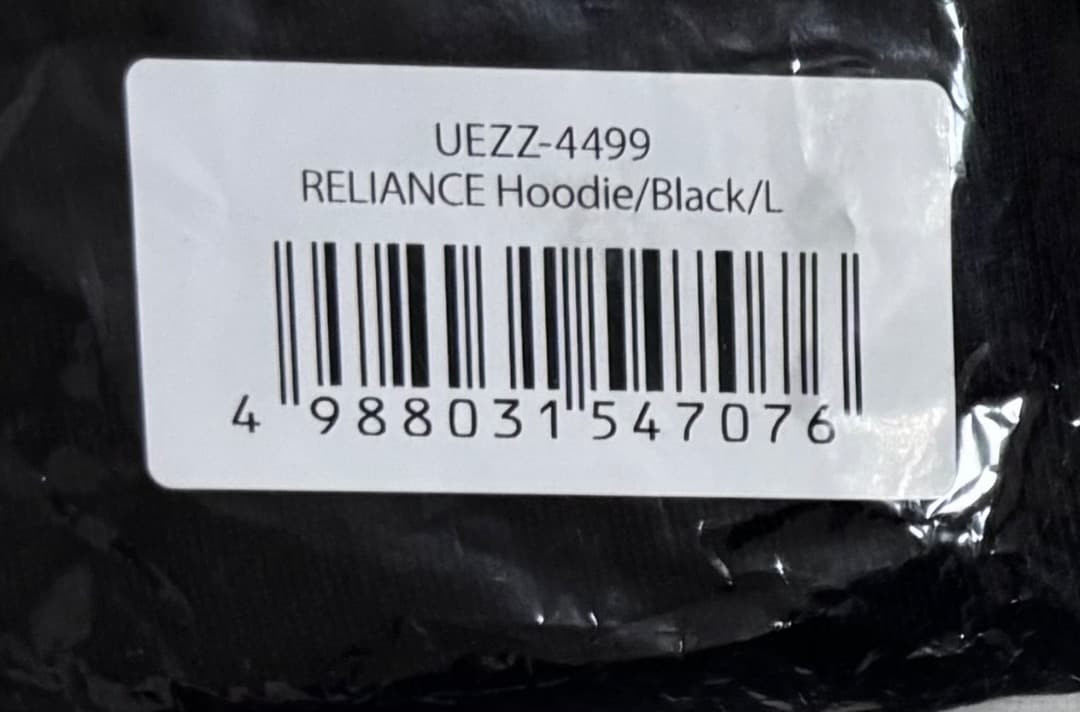 UEZZ-4499
RELIANCE Hoodie/Black/L
4 988031 547076